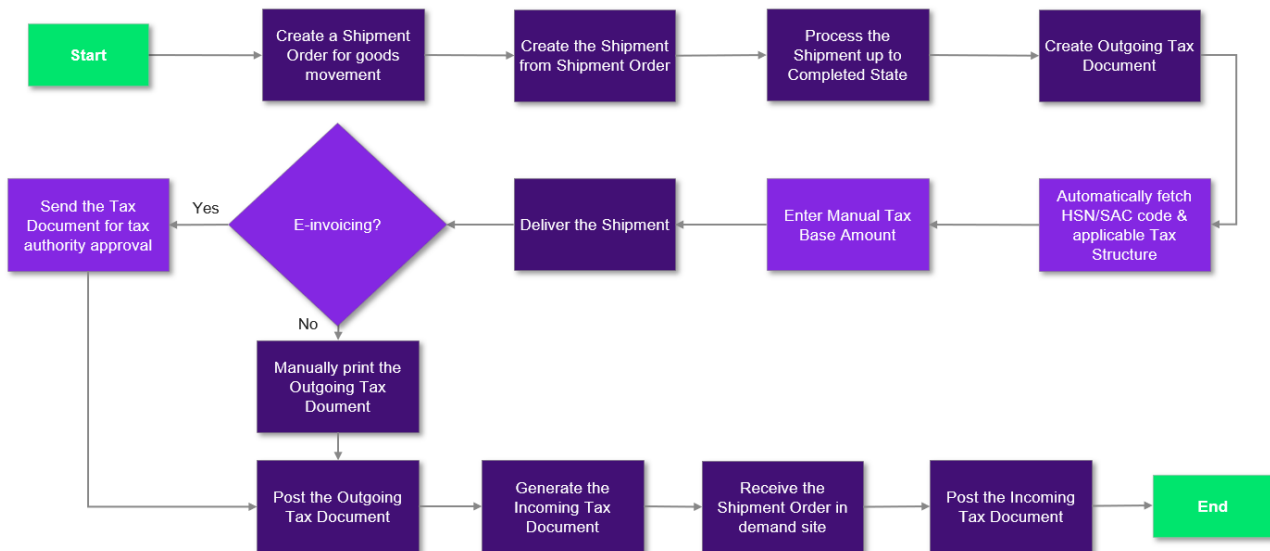 Start
Create a Shipment
Order for goods
movement
Create the Shipment
from Shipment Order
Process the
Shipment up to
Completed State
Create Outgoing Tax
Document
Automatically fetch
HSN/SAC code &
applicable Tax
Structure
Enter Manual Tax
Base Amount
Deliver the Shipment
E-invoicing?
Yes
Send the Tax
Document for tax
authority approval
No
Manually print the
Outgoing Tax
Doument
Post the Outgoing
Tax Document
Generate the
Incoming Tax
Document
Receive the
Shipment Order in
demand site
Post the Incoming
Tax Document
End